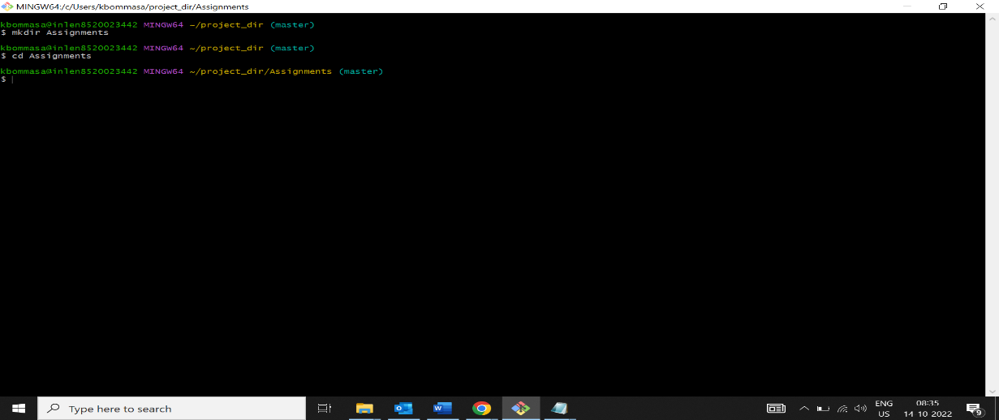 MINGW64:/c/Users/kbommasa/project_dir/Assignments
kbommasa@inlen8520023442 MINGW64 ~/project_dir (master)
$ mkdir Assignments
kbommasa@inlen8520023442 MINGW64 ~/project_dir (master)
$ cd Assignments
kbommasa@inlen8520023442 MINGW64 ~/project_dir/Assignments (master)
$
Type here to search
ENG
US
08:35
14-10-2022
9